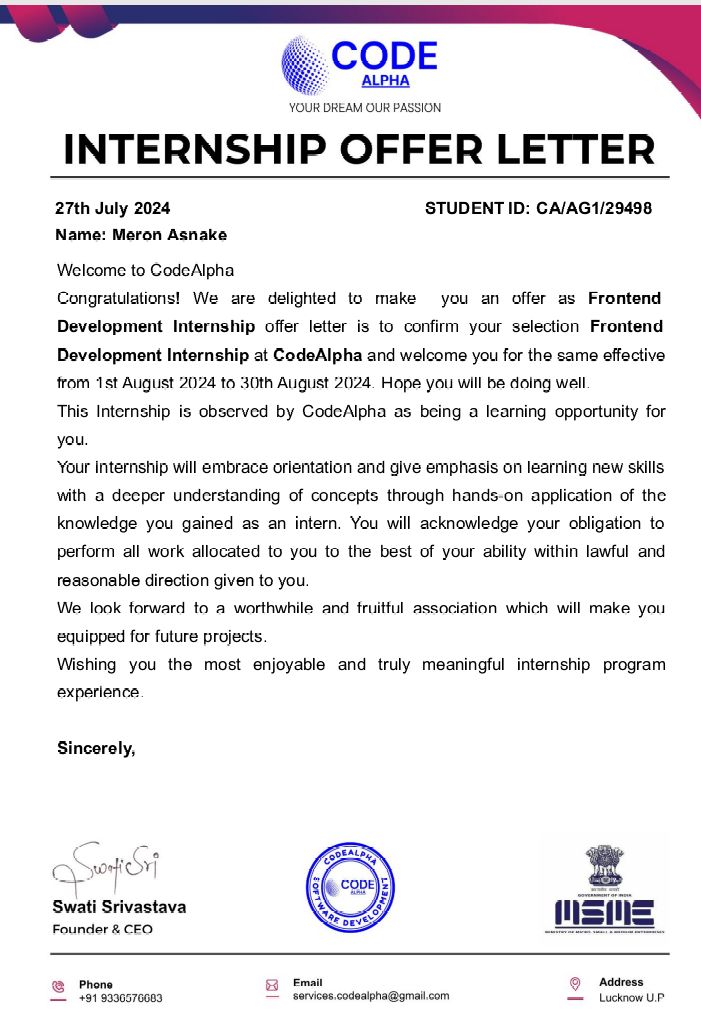 CODE
ALPHA
YOUR DREAM OUR PASSION
INTERNSHIP OFFER LETTER
27th July 2024 STUDENT ID: CA/AG1/29498
Name: Meron Asnake
Welcome to CodeAlpha
Congratulations! We are delighted to make you an offer as Frontend
Development Internship offer letter is to confirm your selection Frontend
Development Internship at CodeAlpha and welcome you for the same effective
from 1st August 2024 to 30th August 2024. Hope you will be doing well.
This Internship is observed by CodeAlpha as being a learning opportunity for
you.
Your internship will embrace orientation and give emphasis on learning new skills
with a deeper understanding of concepts through hands-on application of the
knowledge you gained as an intern. You will acknowledge your obligation to
perform all work allocated to you to the best of your ability within lawful and
reasonable direction given to you.
We look forward to a worthwhile and fruitful association which will make you
equipped for future projects.
Wishing you the most enjoyable and truly meaningful internship program
experience.
Sincerely,
SwatiSri
Swati Srivastava
Founder & CEO
CODEALPHA
CODE
ALPHA
SOFTWARE DEVELOPMENT
GOVERNMENT OF INDIA
MSME
MINISTRY OF MICRO, SMALL & MEDIUM ENTERPRISES
Phone
+91 9336576683
Email
services.codealpha@gmail.com
Address
Lucknow U.P